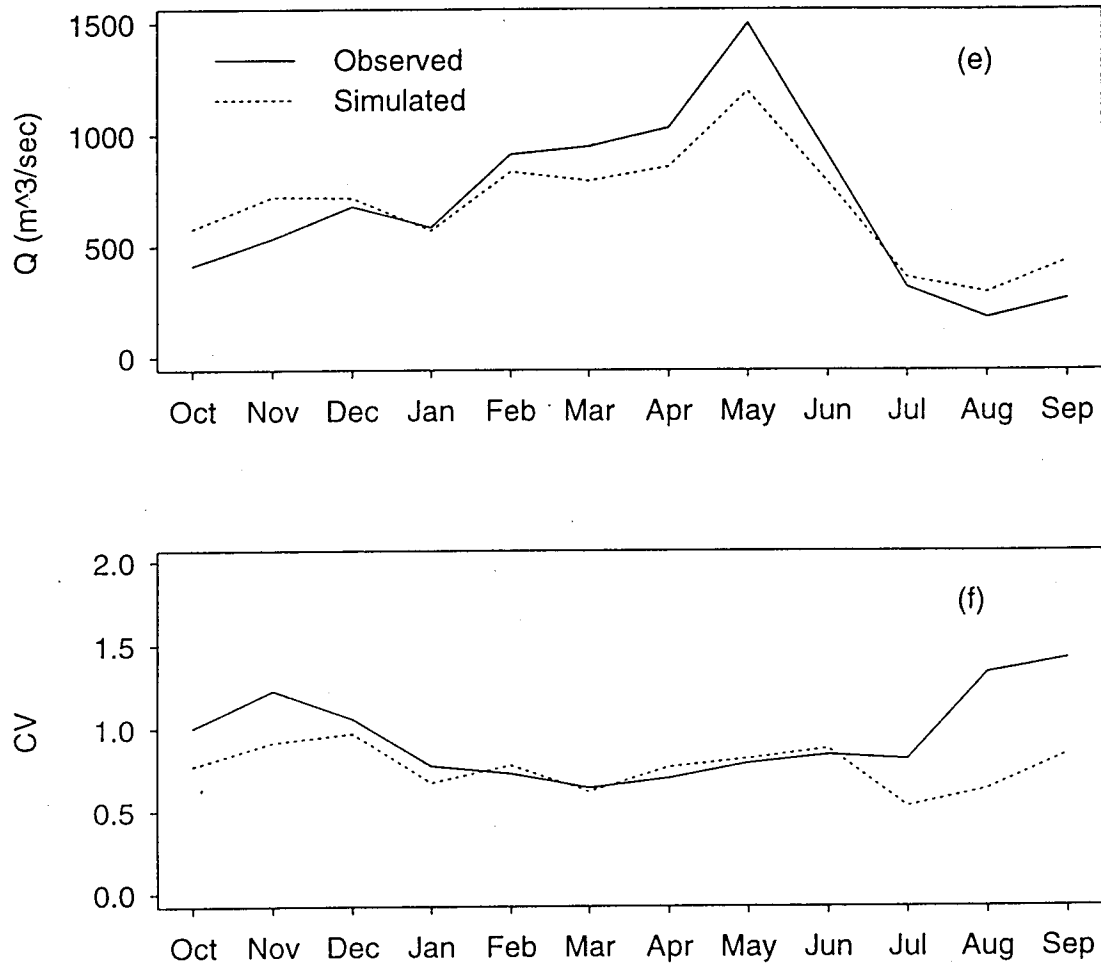 1500
1000
500
0
Q (m^3/sec)
Observed
Simulated
(e)
Oct Nov Dec Jan Feb Mar Apr May Jun Jul Aug Sep
2.0
1.5
1.0
0.5
0.0
CV
(f)
Oct Nov Dec Jan Feb Mar Apr May Jun Jul Aug Sep